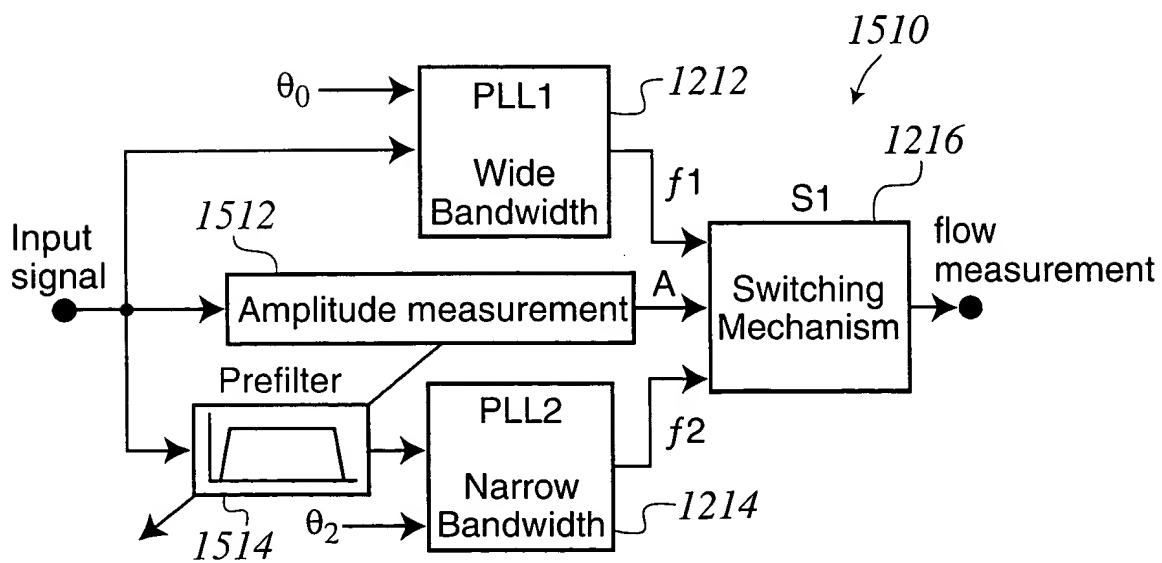 1510
θ0
PLL1
Wide
Bandwidth
1212
1216
S1
f1
1512
Input
signal
Amplitude measurement
A
Switching
Mechanism
flow
measurement
Prefilter
PLL2
Narrow
Bandwidth
f2
θ2
1514
1214